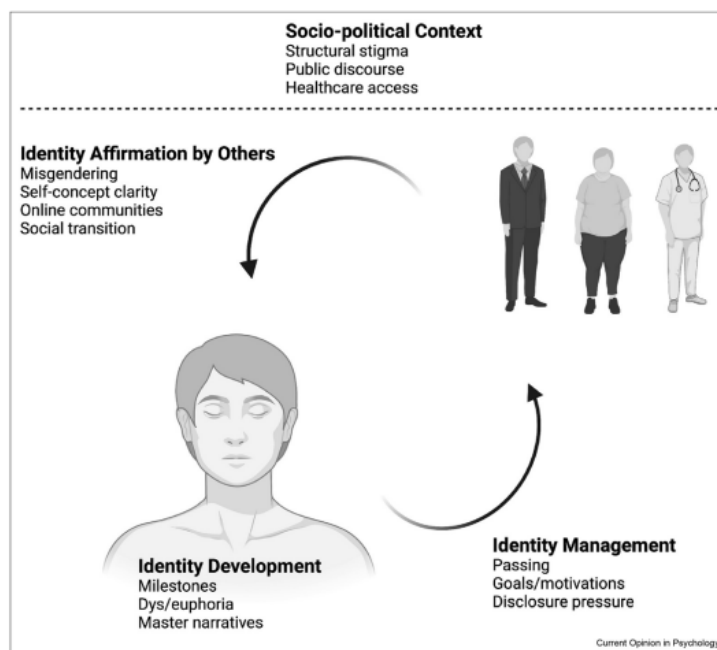 Socio-political Context
Structural stigma
Public discourse
Healthcare access
Identity Affirmation by Others
Misgendering
Self-concept clarity
Online communities
Social transition
Identity Development
Milestones
Dys/euphoria
Master narratives
Identity Management
Passing
Goals/motivations
Disclosure pressure
Current Opinion in Psychology